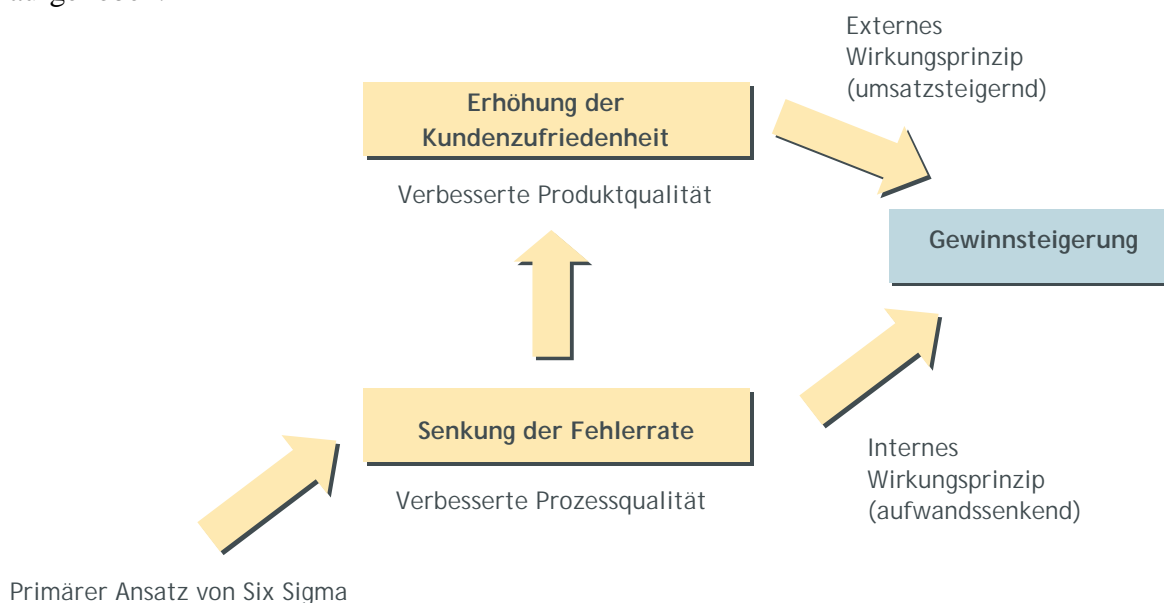 Externes
Wirkungsprinzip
(umsatzsteigernd)
Erhöhung der
Kundenzufriedenheit
Verbesserte Produktqualität
Gewinnsteigerung
Senkung der Fehlerrate
Verbesserte Prozessqualität
Internes
Wirkungsprinzip
(aufwandssenkend)
Primärer Ansatz von Six Sigma